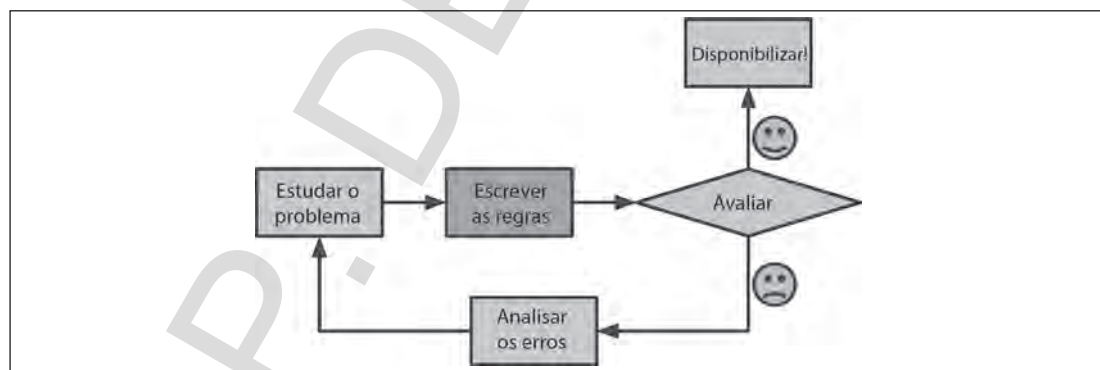 Disponibilizar!
Estudar o
problema
Escrever
as regras
Avaliar
Analisar
os erros